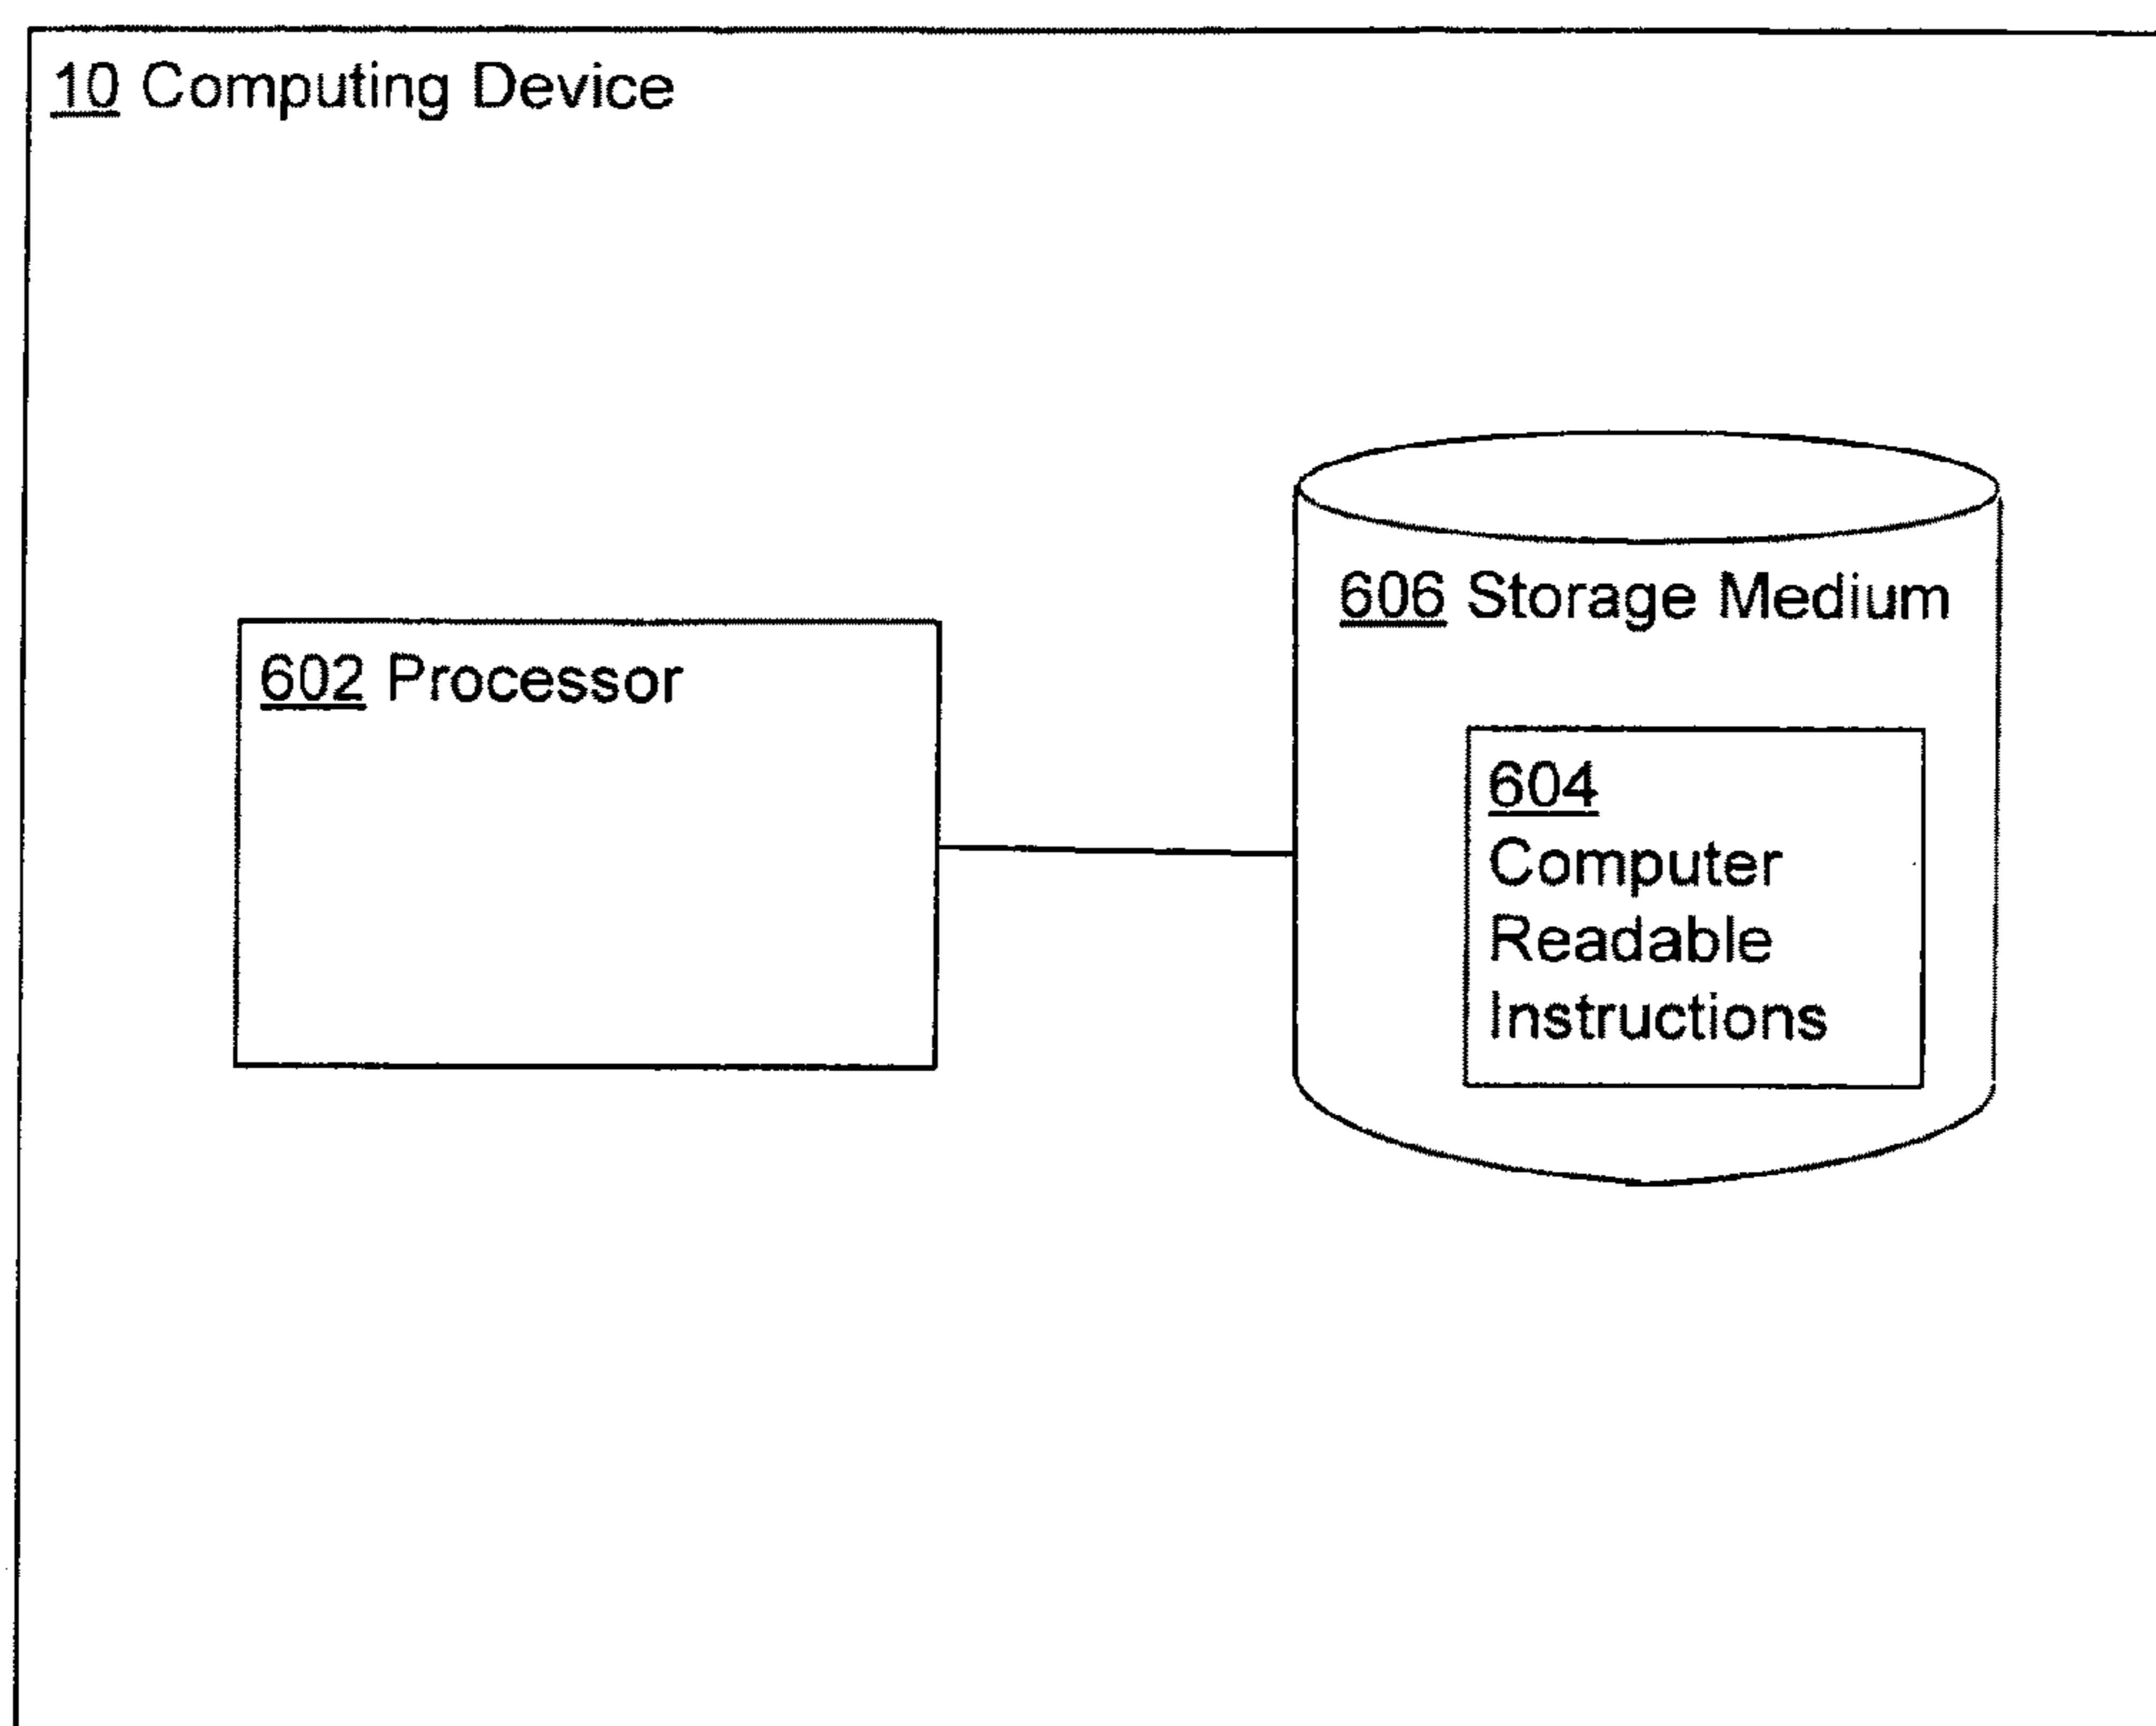 10 Computing Device
606 Storage Medium
602 Processor
604
Computer
Readable
Instructions